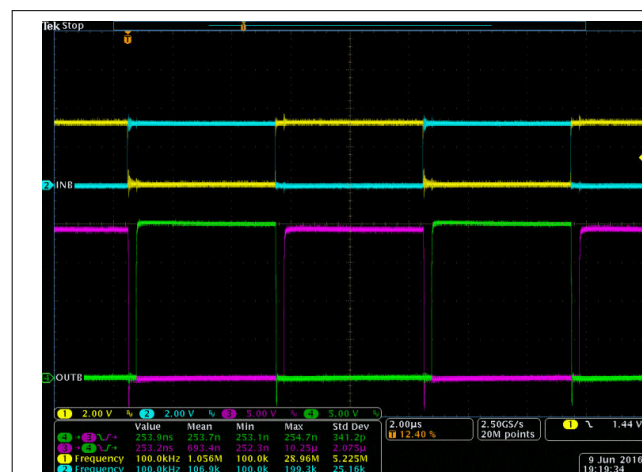 Tek Stop
T
2 INB
4 OUTB
1 2.00 V 2 2.00 V 3 5.00 V 4 5.00 V
Value Mean Min Max Std Dev
4 3 253.9ns 253.7n 253.1n 254.7n 341.2p
3 4 253.2ns 693.4n 252.3n 10.25µ 2.075µ
1 Frequency 100.0kHz 1.056M 100.0k 28.96M 5.225M
2 Frequency 100.0kHz 106.9k 100.0k 199.3k 25.16k
2.00µs
T 12.40 %
2.50GS/s
20M points
1 1.44 V
9 Jun 2016
19:19:34